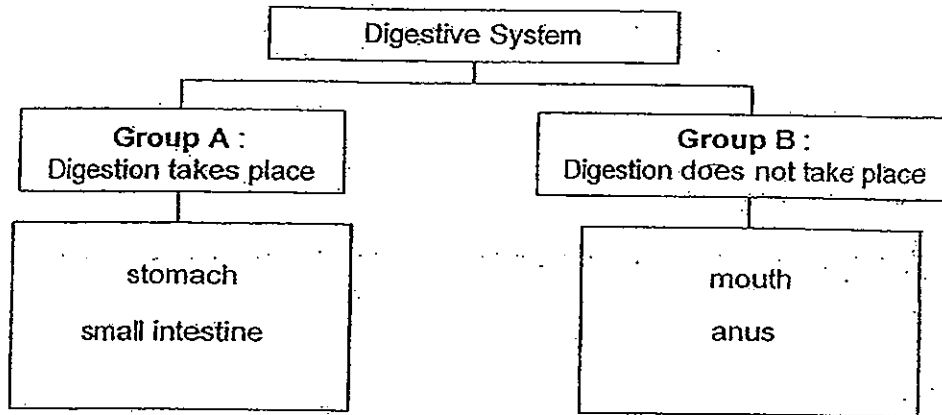 Digestive System
Group A :
Digestion takes place
Group B :
Digestion does not take place
stomach
small intestine
mouth
anus